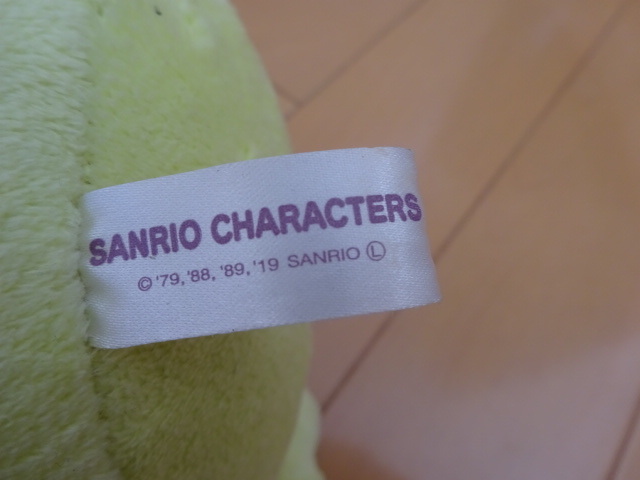 SANRIO CHARACTERS
© '79, '88, '89, '19 SANRIO Ⓛ